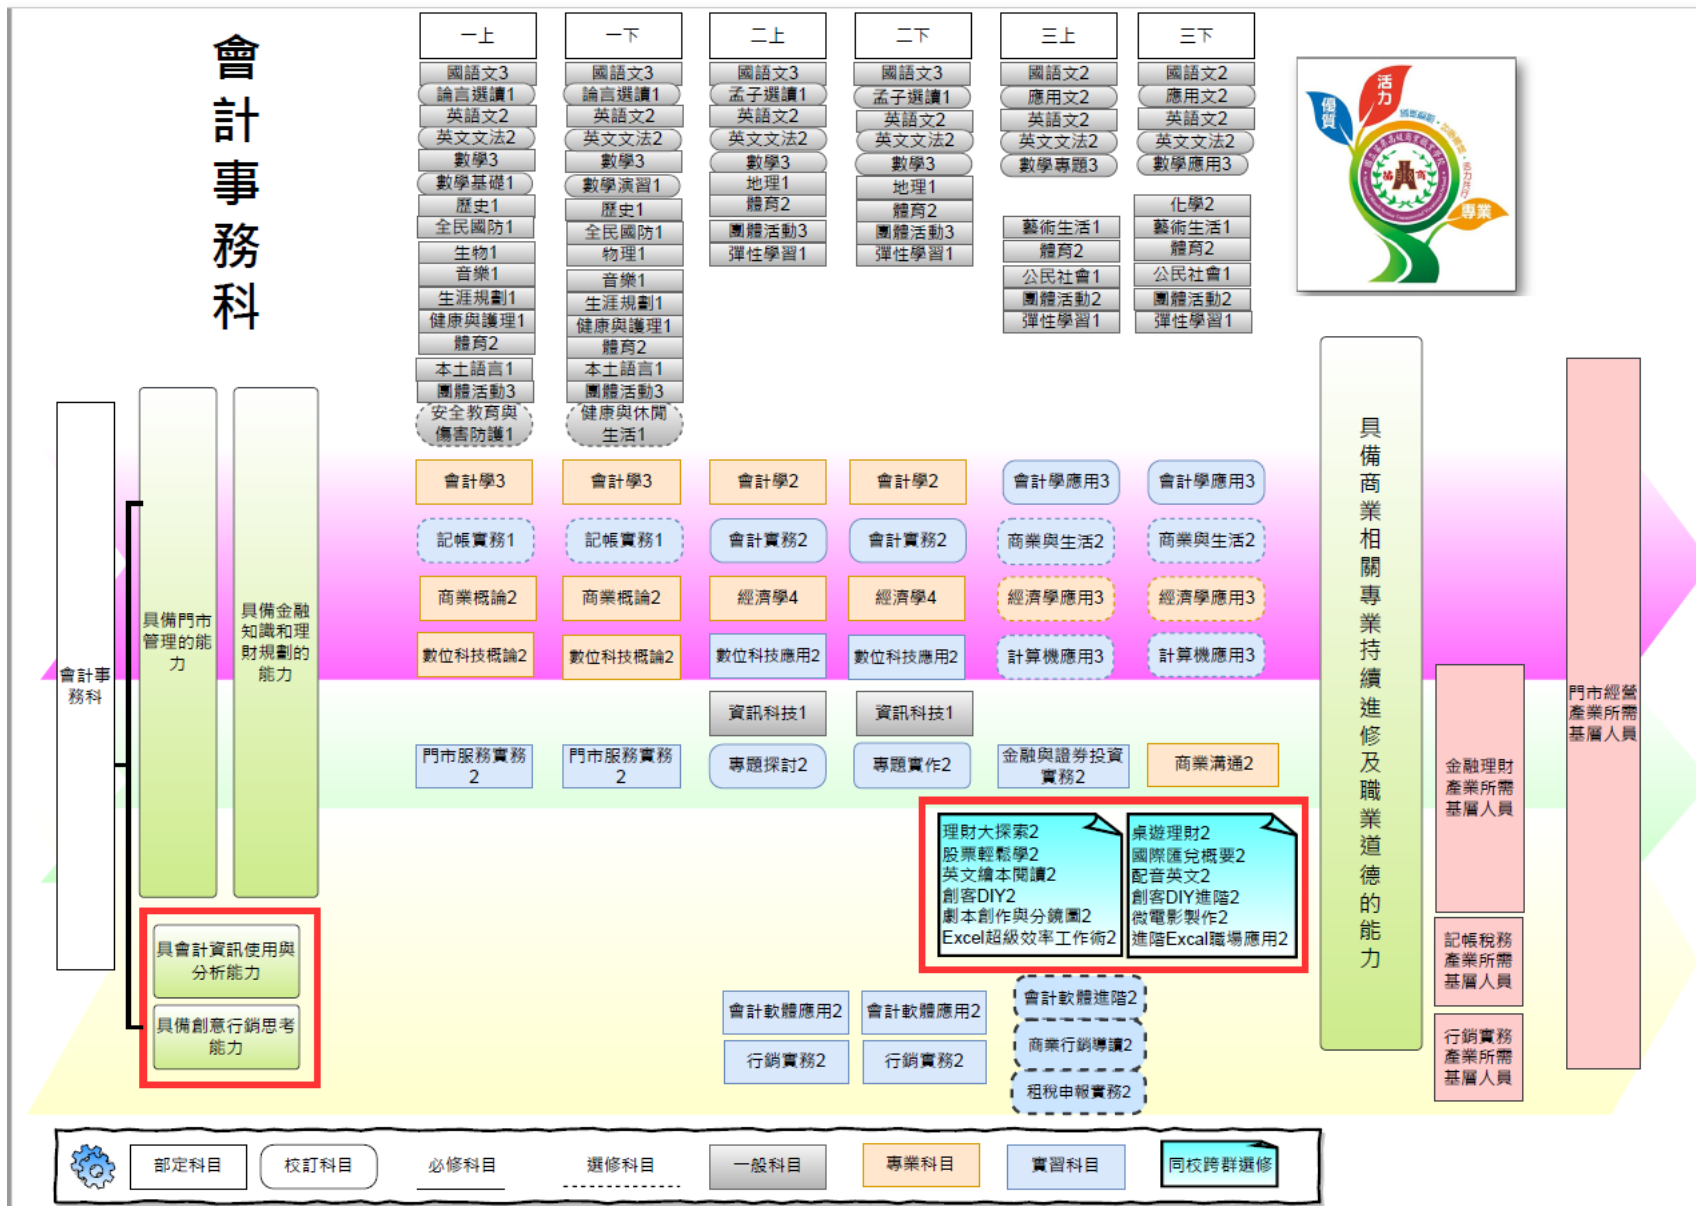 會計事務科
一上
一下
二上
二下
三上
三下
國語文3
論言選讀1
英語文2
英文文法2
數學3
數學基礎1
歷史1
全民國防1
生物1
音樂1
生涯規劃1
健康與護理1
體育2
本土語言1
團體活動3
安全教育與
傷害防護1
國語文3
論言選讀1
英語文2
英文文法2
數學3
數學演習1
歷史1
全民國防1
物理1
音樂1
生涯規劃1
健康與護理1
體育2
本土語言1
團體活動3
健康與休閒
生活1
國語文3
孟子選讀1
英語文2
英文文法2
數學3
地理1
體育2
團體活動3
彈性學習1
國語文3
孟子選讀1
英語文2
英文文法2
數學3
地理1
體育2
團體活動3
彈性學習1
國語文2
應用文2
英語文2
英文文法2
數學專題3
藝術生活1
體育2
公民社會1
團體活動2
彈性學習1
國語文2
應用文2
英語文2
英文文法2
數學應用3
化學2
藝術生活1
體育2
公民社會1
團體活動2
彈性學習1
優質
活力
專業
苗商
會計事
務科
具備門市
管理的能
力
具備金融
知識和理
財規劃的
能力
具會計資訊使用與
分析能力
具備創意行銷思考
能力
會計學3
會計學3
會計學2
會計學2
會計學應用3
會計學應用3
記帳實務1
記帳實務1
會計實務2
會計實務2
商業與生活2
商業與生活2
商業概論2
商業概論2
經濟學4
經濟學4
經濟學應用3
經濟學應用3
數位科技概論2
數位科技概論2
數位科技應用2
數位科技應用2
計算機應用3
計算機應用3
資訊科技1
資訊科技1
門市服務實務
2
門市服務實務
2
專題探討2
專題實作2
金融與證券投資
實務2
商業溝通2
理財大探索2
股票輕鬆學2
英文繪本閱讀2
創客DIY2
劇本創作與分鏡圖2
Excel超級效率工作術2
桌遊理財2
國際匯兌概要2
配音英文2
創客DIY進階2
微電影製作2
進階Excal職場應用2
會計軟體應用2
會計軟體應用2
會計軟體進階2
行銷實務2
行銷實務2
商業行銷導讀2
租稅申報實務2
具備商業相關專業持續進修及職業道德的能力
金融理財
產業所需
基層人員
記帳稅務
產業所需
基層人員
行銷實務
產業所需
基層人員
門市經營
產業所需
基層人員
部定科目
校訂科目
必修科目
選修科目
一般科目
專業科目
實習科目
同校跨群選修